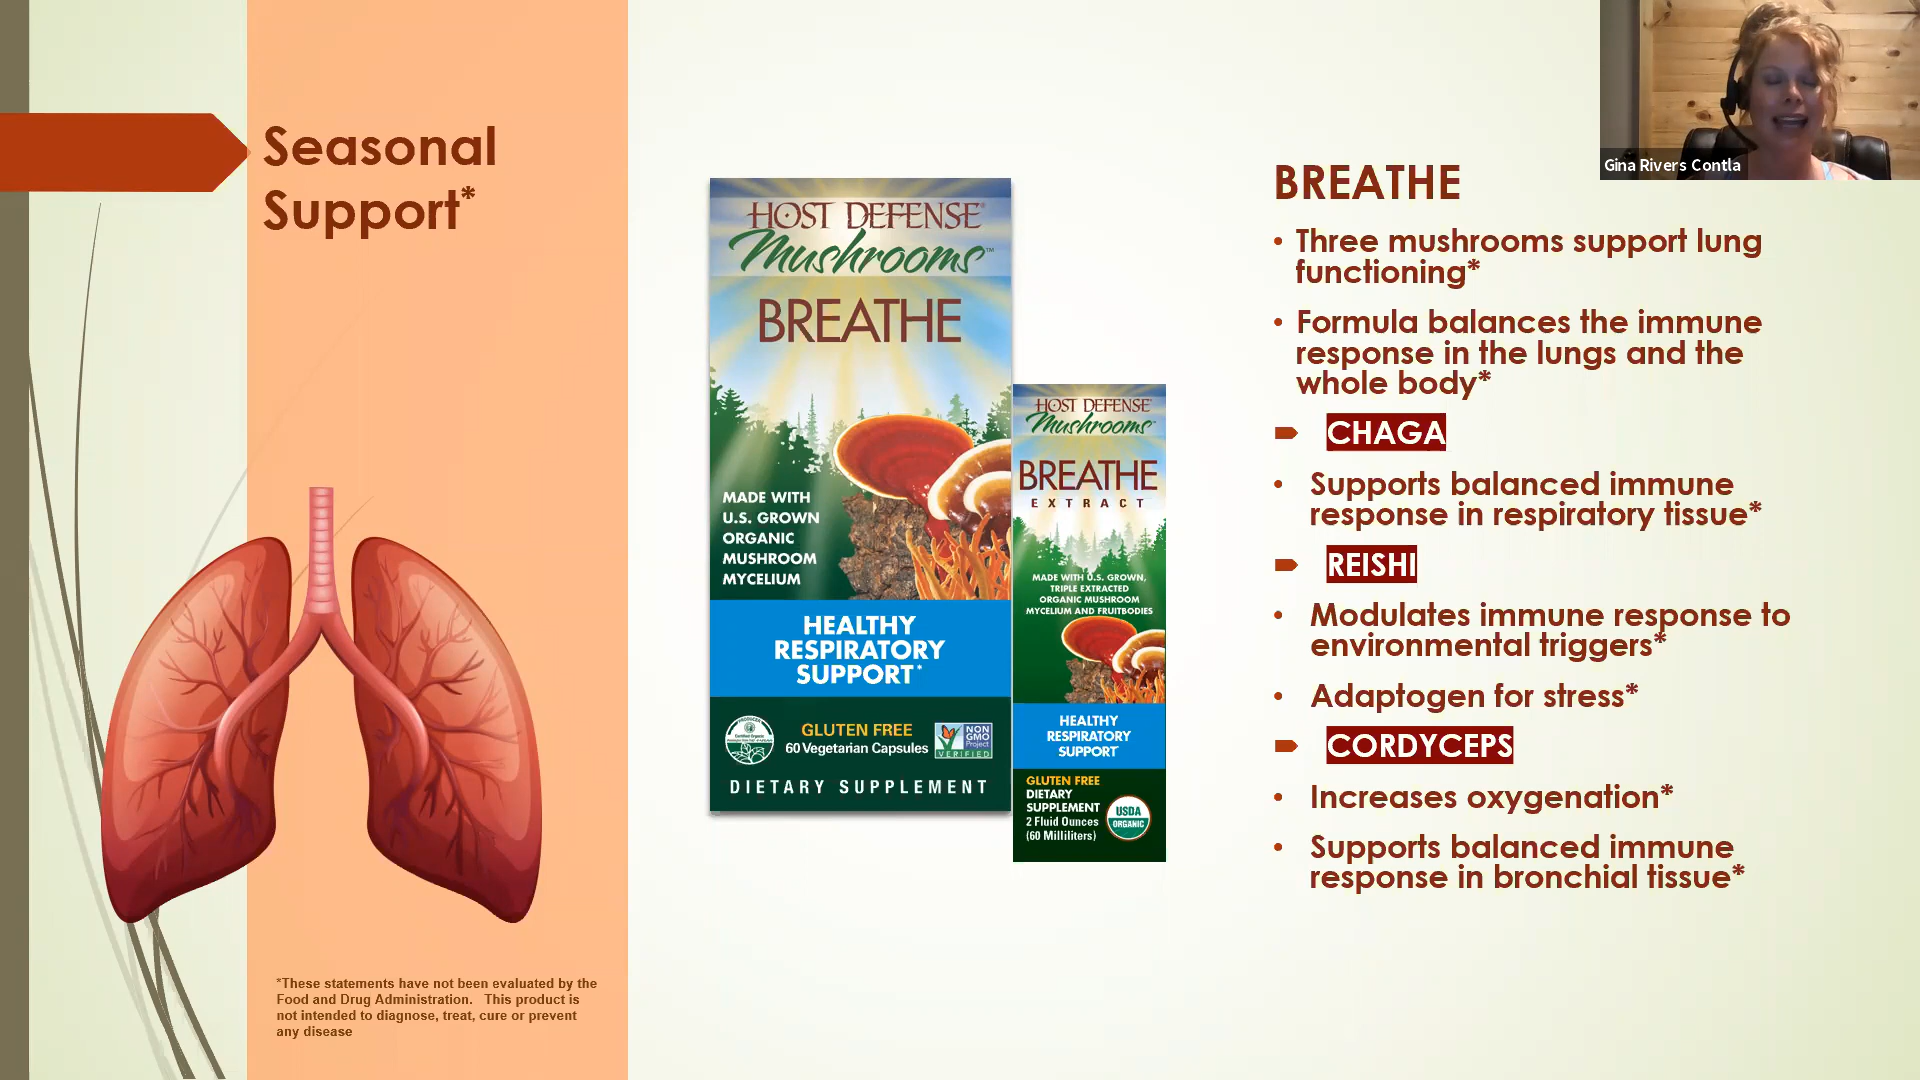 Seasonal
Support*
*These statements have not been evaluated by the
Food and Drug Administration. This product is
not intended to diagnose, treat, cure or prevent
any disease
HOST DEFENSE®
Mushrooms™
BREATHE
MADE WITH
U.S. GROWN
ORGANIC
MUSHROOM
MYCELIUM
HEALTHY
RESPIRATORY
SUPPORT*
GLUTEN FREE
60 Vegetarian Capsules
NON
GMO
Project
VERIFIED
DIETARY SUPPLEMENT
HOST DEFENSE®
Mushrooms™
BREATHE
EXTRACT
MADE WITH U.S. GROWN,
TRIPLE EXTRACTED
ORGANIC MUSHROOM
MYCELIUM AND FRUITBODIES
HEALTHY
RESPIRATORY
SUPPORT
GLUTEN FREE
DIETARY
SUPPLEMENT
2 Fluid Ounces
(60 Milliliters)
USDA
ORGANIC
Gina Rivers Contla
BREATHE
• Three mushrooms support lung
functioning*
• Formula balances the immune
response in the lungs and the
whole body*
CHAGA
• Supports balanced immune
response in respiratory tissue*
REISHI
• Modulates immune response to
environmental triggers*
• Adaptogen for stress*
CORDYCEPS
• Increases oxygenation*
• Supports balanced immune
response in bronchial tissue*